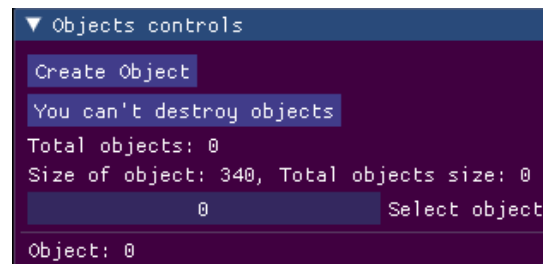 Objects controls
Create Object
You can't destroy objects
Total objects: 0
Size of object: 340, Total objects size: 0
0 Select object
Object: 0